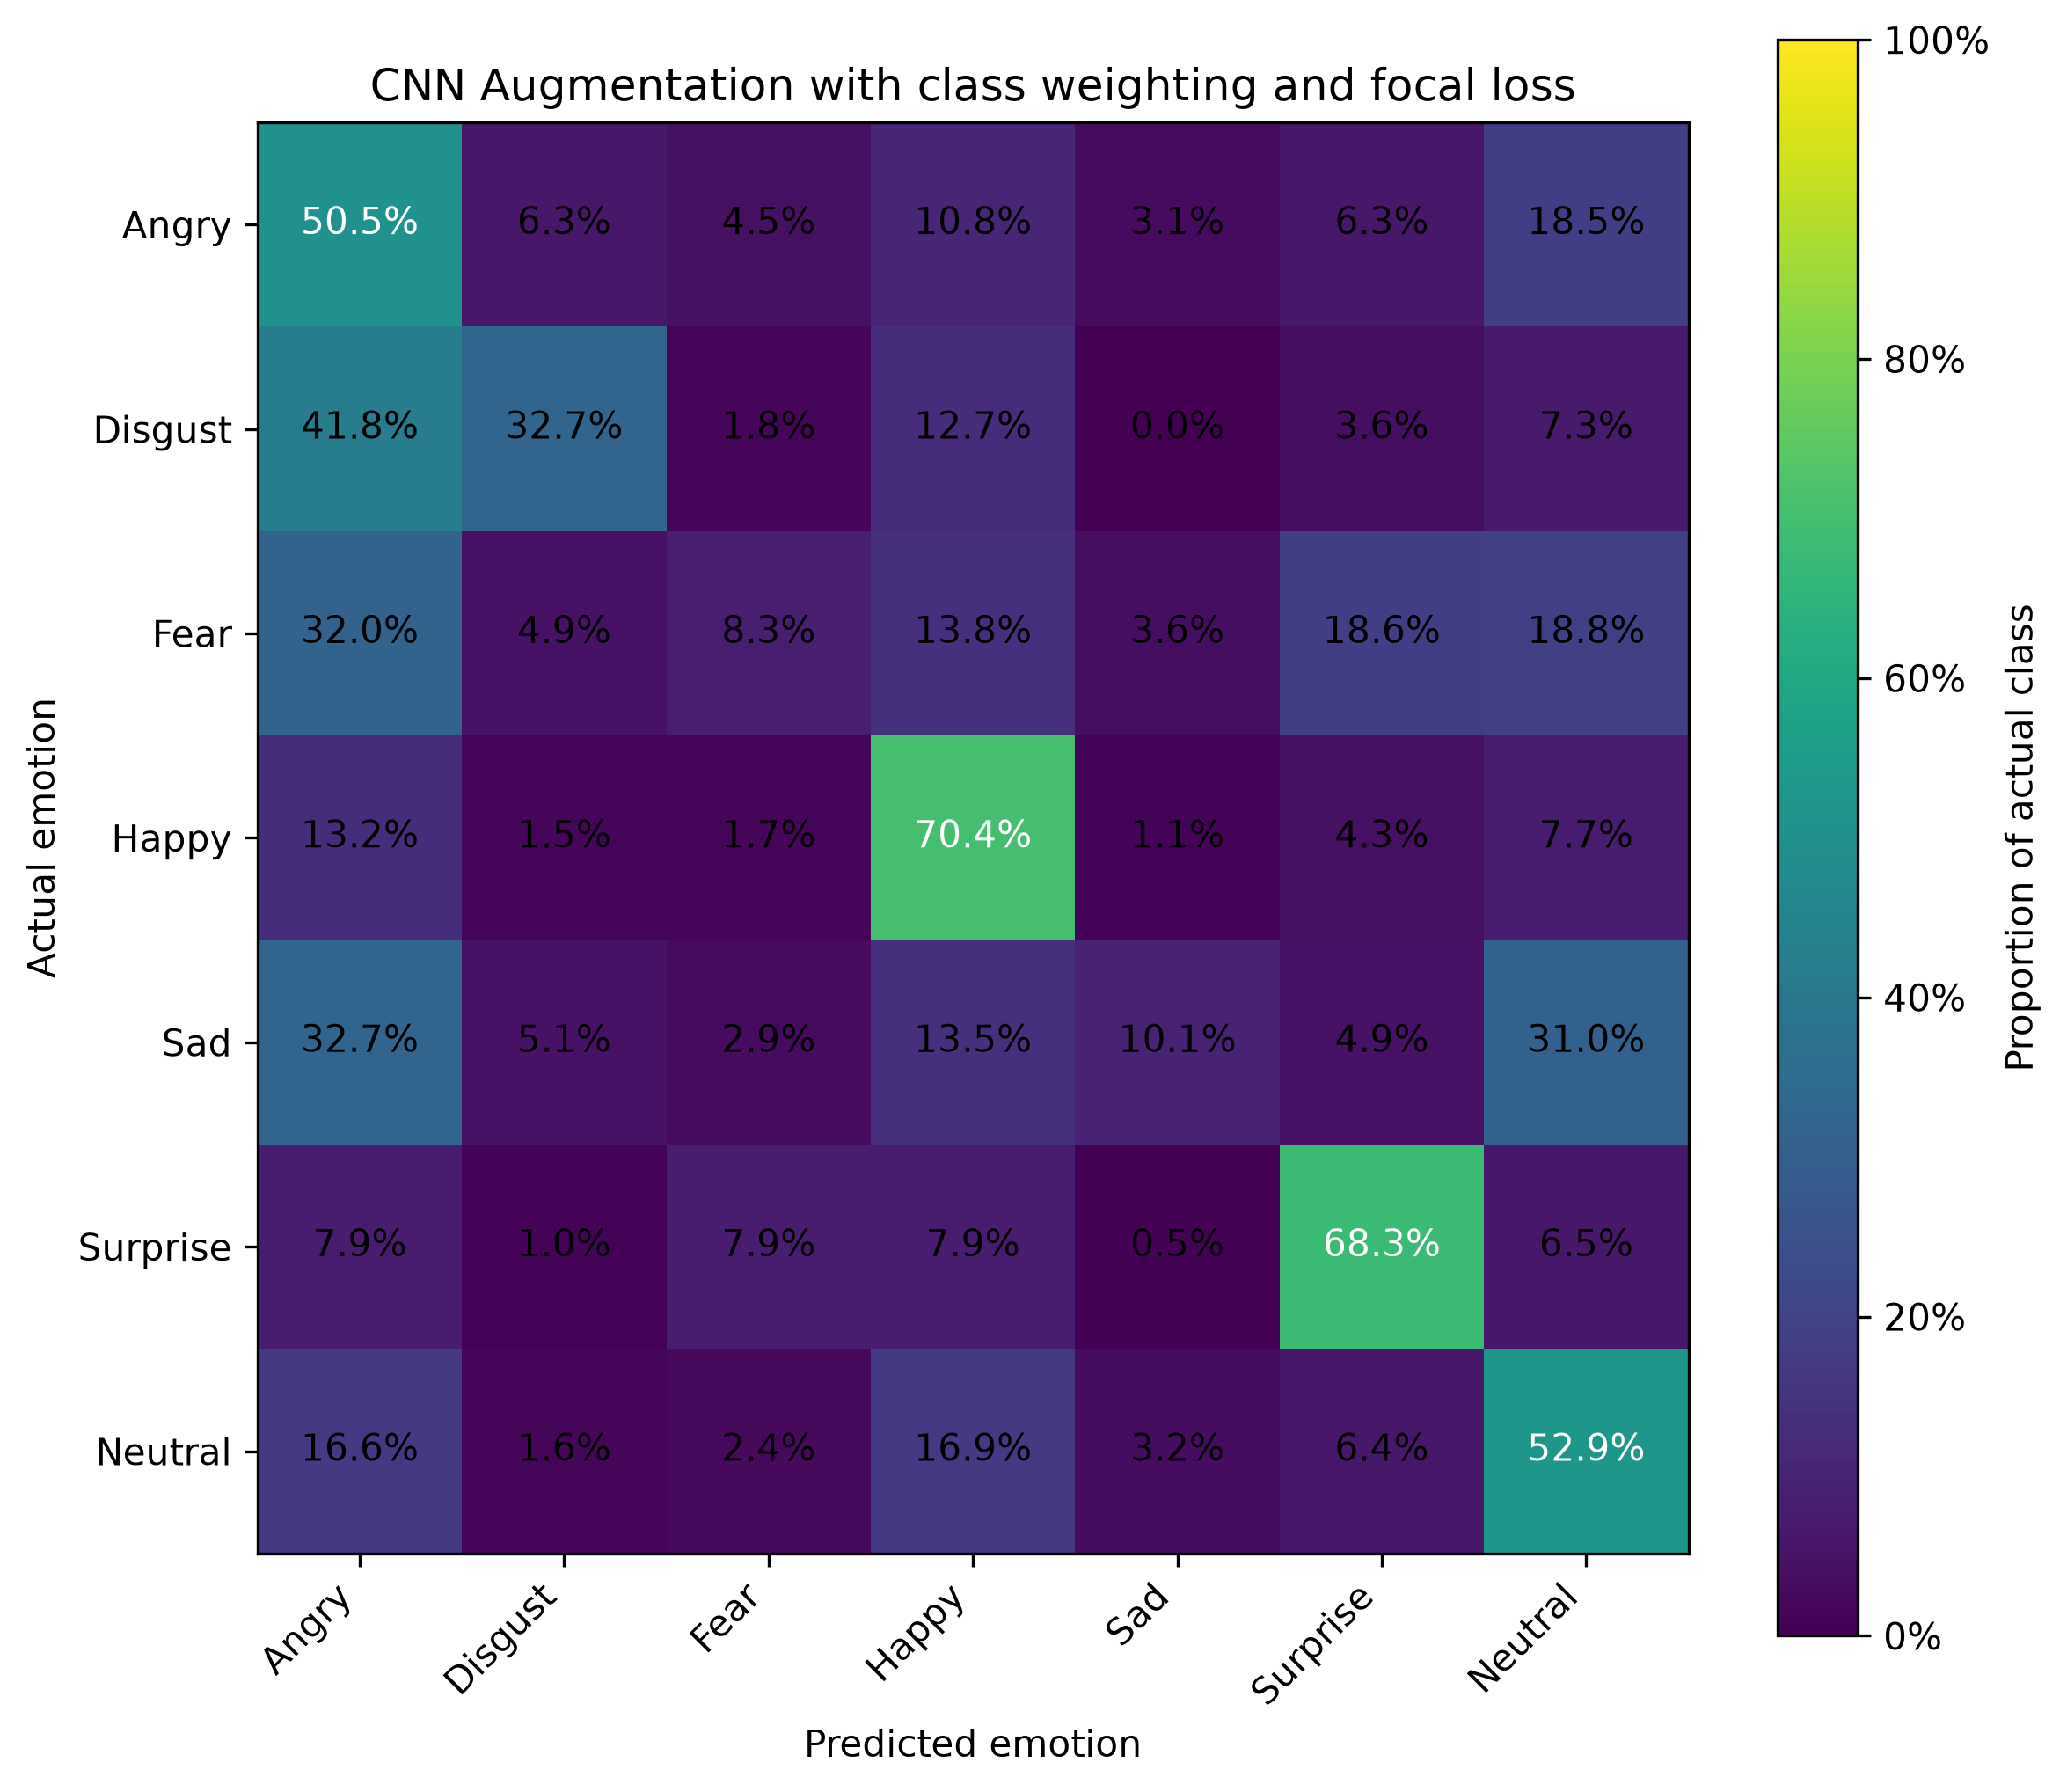 CNN Augmentation with class weighting and focal loss
Angry 50.5% 6.3% 4.5% 10.8% 3.1% 6.3% 18.5%
Disgust 41.8% 32.7% 1.8% 12.7% 0.0% 3.6% 7.3%
Fear 32.0% 4.9% 8.3% 13.8% 3.6% 18.6% 18.8%
Happy 13.2% 1.5% 1.7% 70.4% 1.1% 4.3% 7.7%
Sad 32.7% 5.1% 2.9% 13.5% 10.1% 4.9% 31.0%
Surprise 7.9% 1.0% 7.9% 7.9% 0.5% 68.3% 6.5%
Neutral 16.6% 1.6% 2.4% 16.9% 3.2% 6.4% 52.9%
Actual emotion
Angry Disgust Fear Happy Sad Surprise Neutral
Predicted emotion
100%
80%
60%
40%
20%
0%
Proportion of actual class